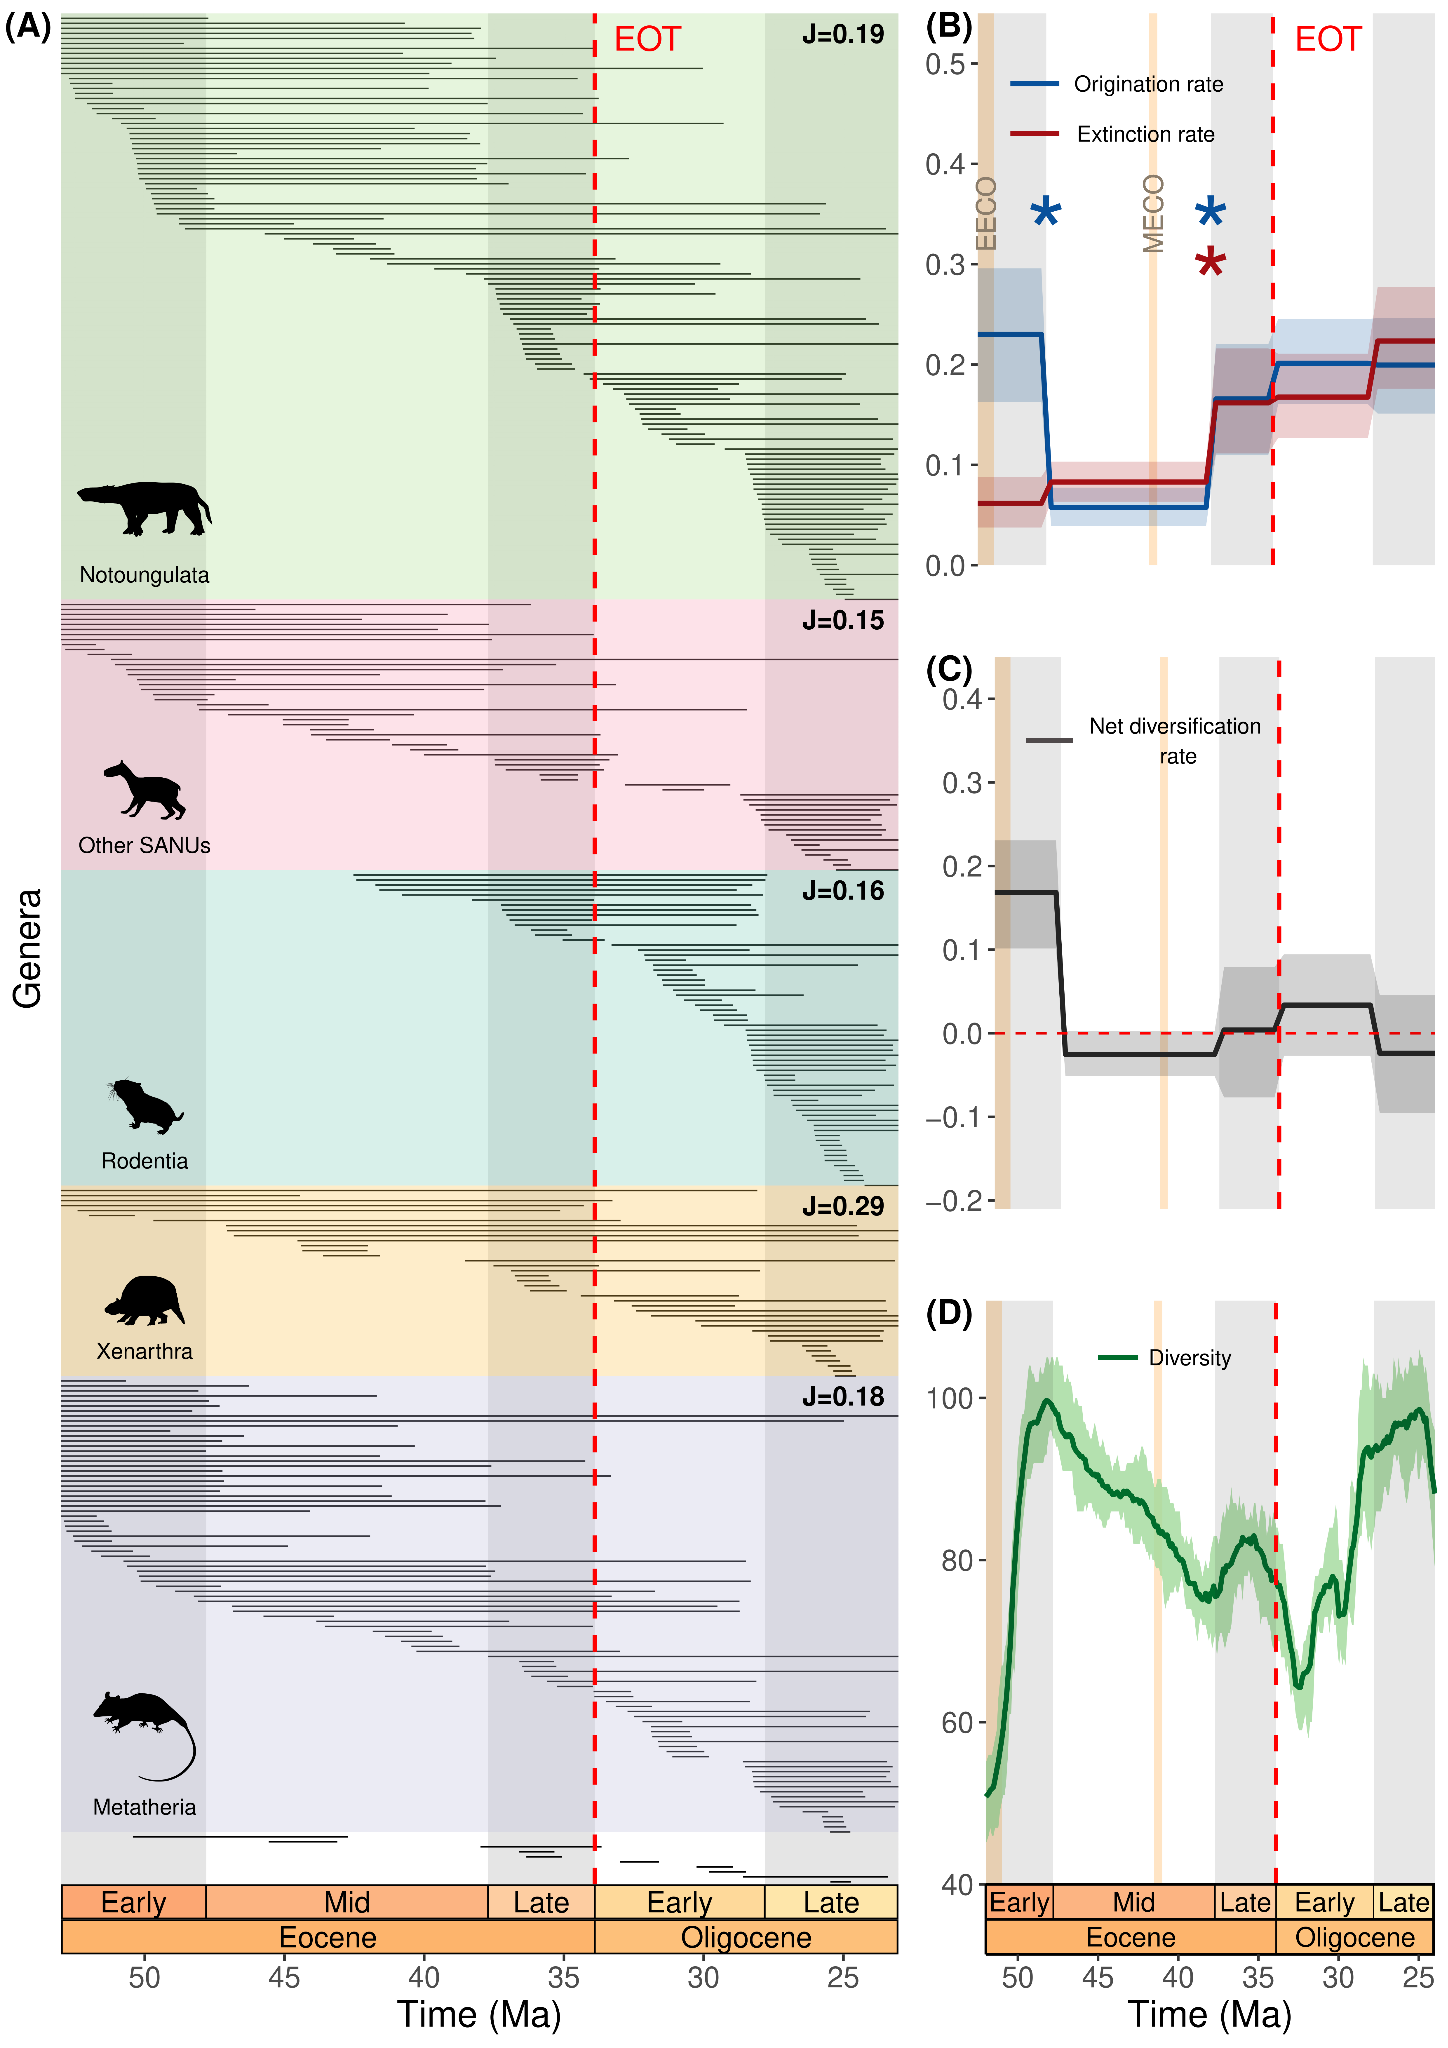 (A)
EOT
J=0.19
Notoungulata
J=0.15
Other SANUs
J=0.16
Rodentia
J=0.29
Xenarthra
J=0.18
Metatheria
Genera
Early Mid Late Early Late
Eocene Oligocene
50 45 40 35 30 25
Time (Ma)
(B)
EOT
Origination rate
Extinction rate
EECO
MECO
*
*
*
0.5
0.4
0.3
0.2
0.1
0.0
(C)
Net diversification
rate
0.4
0.3
0.2
0.1
0.0
−0.1
−0.2
(D)
Diversity
100
80
60
40
Early Mid Late Early Late
Eocene Oligocene
50 45 40 35 30 25
Time (Ma)